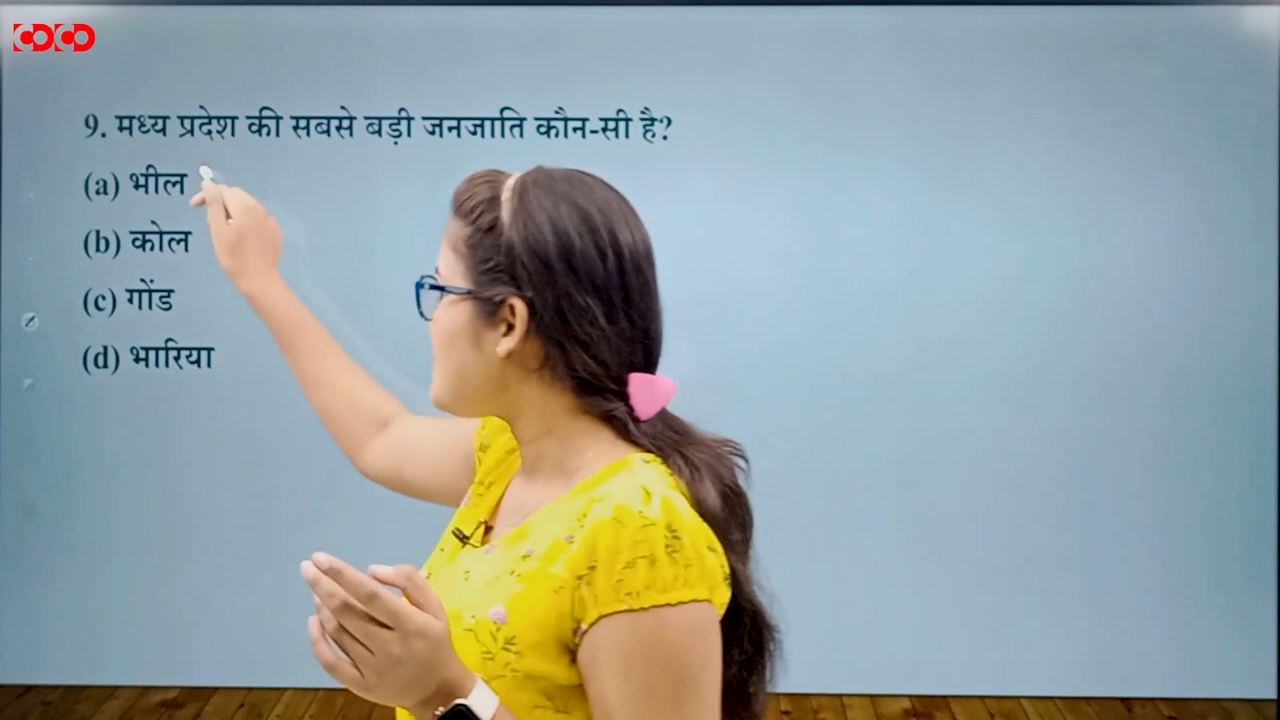 9. मध्य प्रदेश की सबसे बड़ी जनजाति कौन-सी है?
(a) भील
(b) कोल
(c) गोंड
(d) भारिया